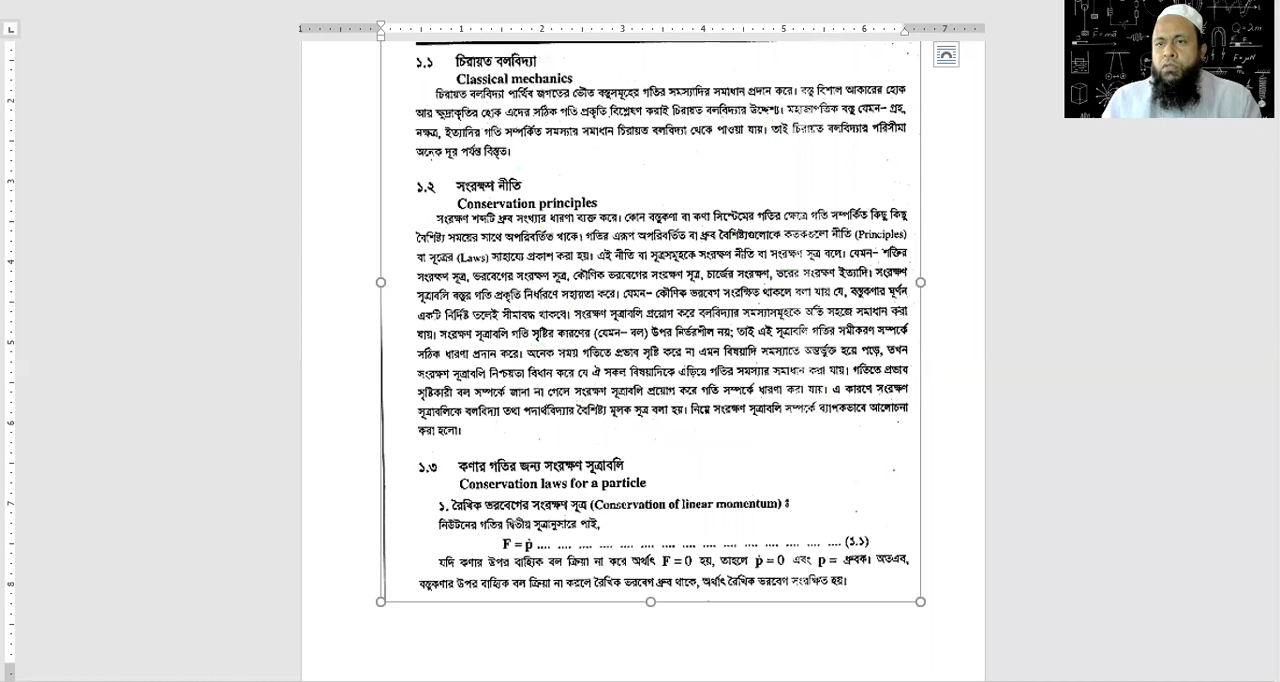 ১.১ চিরায়ত বলবিদ্যা
Classical mechanics
চিরায়ত বলবিদ্যা পার্থিব জগতের ভৌত বস্তুসমূহের গতির সমস্যাদির সমাধান প্রদান করে। বস্তু বিশাল আকারের হোক
আর ক্ষুদ্রাকৃতির হোক এদের সঠিক গতি প্রকৃতি বিশ্লেষণ করাই চিরায়ত বলবিদ্যার উদ্দেশ্য। মহাজাগতিক বস্তু যেমন- গ্রহ,
নক্ষত্র, ইত্যাদির গতি সম্পর্কিত সমস্যার সমাধান চিরায়ত বলবিদ্যা থেকে পাওয়া যায়। তাই চিরায়ত বলবিদ্যার পরিসীমা
অনেক দূর পর্যন্ত বিস্তৃত।
১.২ সংরক্ষণ নীতি
Conservation principles
সংরক্ষণ শব্দটি ধ্রুব সংখ্যার ধারণা ব্যক্ত করে। কোন বস্তুকণা বা কণা সিস্টেমের গতির ক্ষেত্রে গতি সম্পর্কিত কিছু কিছু
বৈশিষ্ট্য সময়ের সাথে অপরিবর্তিত থাকে। গতির এরূপ অপরিবর্তিত বা ধ্রুব বৈশিষ্ট্যগুলোকে কতকগুলো নীতি (Principles)
বা সূত্রের (Laws) সাহায্যে প্রকাশ করা হয়। এই নীতি বা সূত্রসমূহকে সংরক্ষণ নীতি বা সংরক্ষণ সূত্র বলে। যেমন- শক্তির
সংরক্ষণ সূত্র, ভরবেগের সংরক্ষণ সূত্র, কৌণিক ভরবেগের সংরক্ষণ সূত্র, চার্জের সংরক্ষণ, ভরের সংরক্ষণ ইত্যাদি। সংরক্ষণ
সূত্রাবলি বস্তুর গতি প্রকৃতি নির্ধারণে সহায়তা করে। যেমন- কৌণিক ভরবেগ সংরক্ষিত থাকলে বলা যায় যে, বস্তুকণার ঘূর্ণন
একটি নির্দিষ্ট তলেই সীমাবদ্ধ থাকবে। সংরক্ষণ সূত্রাবলি প্রয়োগ করে বলবিদ্যার সমস্যাসমূহকে অতি সহজে সমাধান করা
যায়। সংরক্ষণ সূত্রাবলি গতি সৃষ্টির কারণের (যেমন- বল) উপর নির্ভরশীল নয়; তাই এই সূত্রাবলি গতির সমীকরণ সম্পর্কে
সঠিক ধারণা প্রদান করে। অনেক সময় গতিতে প্রভাব সৃষ্টি করে না এমন বিষয়াদি সমস্যাতে অন্তর্ভুক্ত হয়ে পড়ে, তখন
সংরক্ষণ সূত্রাবলি নিশ্চয়তা বিধান করে যে ঐ সকল বিষয়াদিকে এড়িয়ে গতির সমস্যার সমাধান করা যায়। গতিতে প্রভাব
সৃষ্টিকারী বল সম্পর্কে জানা না গেলে সংরক্ষণ সূত্রাবলি প্রয়োগ করে গতি সম্পর্কে ধারণা করা যায়। এ কারণে সংরক্ষণ
সূত্রাবলিকে বলবিদ্যা তথা পদার্থবিদ্যার বৈশিষ্ট্য মূলক সূত্র বলা হয়। নিম্নে সংরক্ষণ সূত্রাবলি সম্পর্কে ব্যাপকভাবে আলোচনা
করা হলো।
১.৩ কণার গতির জন্য সংরক্ষণ সূত্রাবলি
Conservation laws for a particle
১. রৈখিক ভরবেগের সংরক্ষণ সূত্র (Conservation of linear momentum) ঃ
নিউটনের গতির দ্বিতীয় সূত্রানুসারে পাই,
F = ṗ .... .... .... .... .... .... .... .... .... .... .... .... .... .... .... (১.১)
যদি কণার উপর বাহ্যিক বল ক্রিয়া না করে অর্থাৎ F = 0 হয়, তাহলে ṗ = 0 এবং p = ধ্রুবক। অতএব,
বস্তুকণার উপর বাহ্যিক বল ক্রিয়া না করলে রৈখিক ভরবেগ ধ্রুব থাকে, অর্থাৎ রৈখিক ভরবেগ সংরক্ষিত হয়।